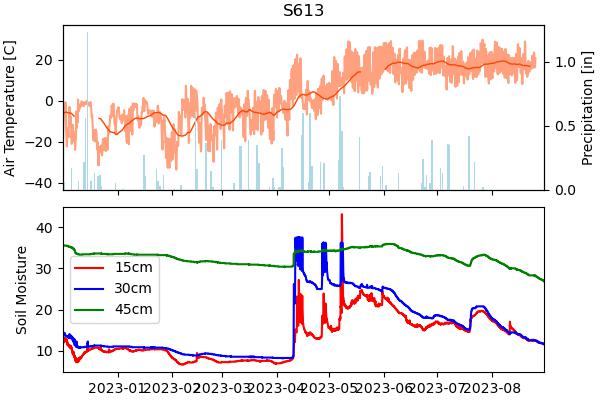 S613
Air Temperature [C]
20
0
−20
−40
Precipitation [in]
1.0
0.5
0.0
Soil Moisture
40
30
20
10
15cm
30cm
45cm
2023-01 2023-02 2023-03 2023-04 2023-05 2023-06 2023-07 2023-08